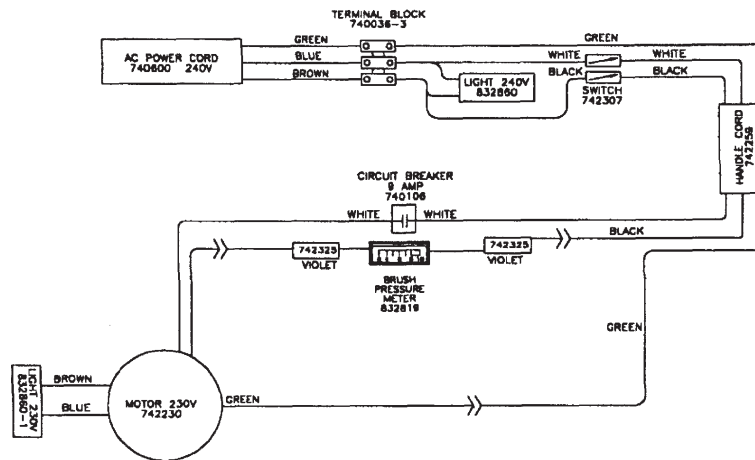 TERMINAL BLOCK
740036-3
GREEN
GREEN
AC POWER CORD
740600 240V
BLUE
BROWN
WHITE
WHITE
BLACK
BLACK
LIGHT 240V
832860
SWITCH
742307
HANDLE CORD
742259
CIRCUIT BREAKER
9 AMP
740106
WHITE
WHITE
BLACK
742325
VIOLET
742325
VIOLET
BRUSH
PRESSURE
METER
832819
GREEN
LIGHT 230V
832860-1
BROWN
BLUE
MOTOR 230V
742230
GREEN